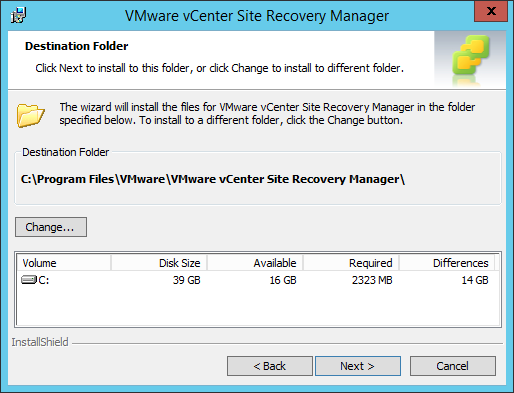 VMware vCenter Site Recovery Manager
Destination Folder
Click Next to install to this folder, or click Change to install to different folder.
The wizard will install the files for VMware vCenter Site Recovery Manager in the folder
specified below. To install to a different folder, click the Change button.
Destination Folder
C:\Program Files\VMware\VMware vCenter Site Recovery Manager\
Change...
Volume Disk Size Available Required Differences
C: 39 GB 16 GB 2323 MB 14 GB
InstallShield
< Back Next > Cancel